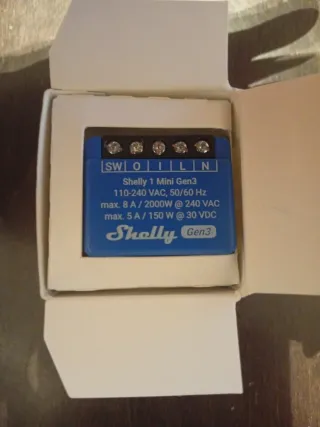 SW O I L N
Shelly 1 Mini Gen3
110-240 VAC, 50/60 Hz
max. 8 A / 2000W @ 240 VAC
max. 5 A / 150 W @ 30 VDC
Shelly Gen3